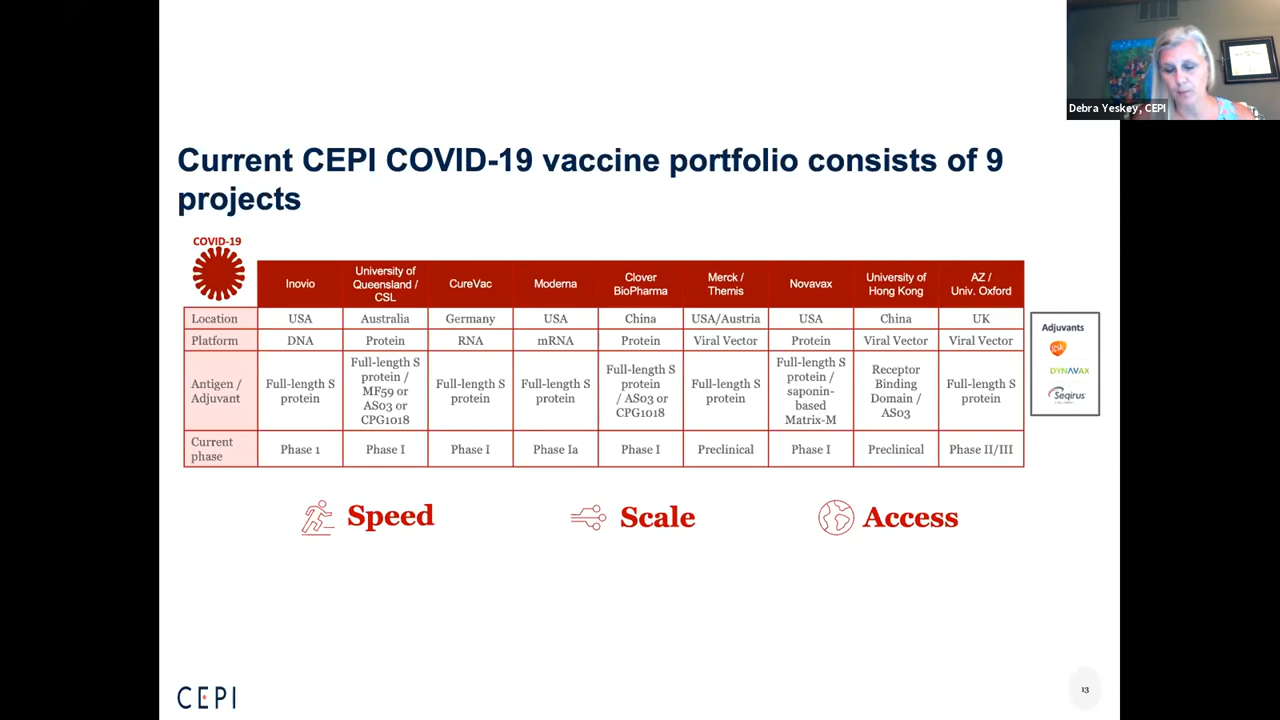 Debra Yeskey, CEPI
Current CEPI COVID-19 vaccine portfolio consists of 9
projects
COVID-19
Inovio
University of
Queensland /
CSL
CureVac
Moderna
Clover
BioPharma
Merck /
Themis
Novavax
University of
Hong Kong
AZ /
Univ. Oxford
Location
USA
Australia
Germany
USA
China
USA/Austria
USA
China
UK
Platform
DNA
Protein
RNA
mRNA
Protein
Viral Vector
Protein
Viral Vector
Viral Vector
Antigen /
Adjuvant
Full-length S
protein
Full-length S
protein /
MF59 or
AS03 or
CPG1018
Full-length S
protein
Full-length S
protein
Full-length S
protein
/ AS03 or
CPG1018
Full-length S
protein
Full-length S
protein /
saponin-
based
Matrix-M
Receptor
Binding
Domain /
AS03
Full-length S
protein
Current
phase
Phase 1
Phase I
Phase I
Phase Ia
Phase I
Preclinical
Phase I
Preclinical
Phase II/III
Adjuvants
gsk
DYNAVAX
Seqirus
Speed
Scale
Access
CEPI
13